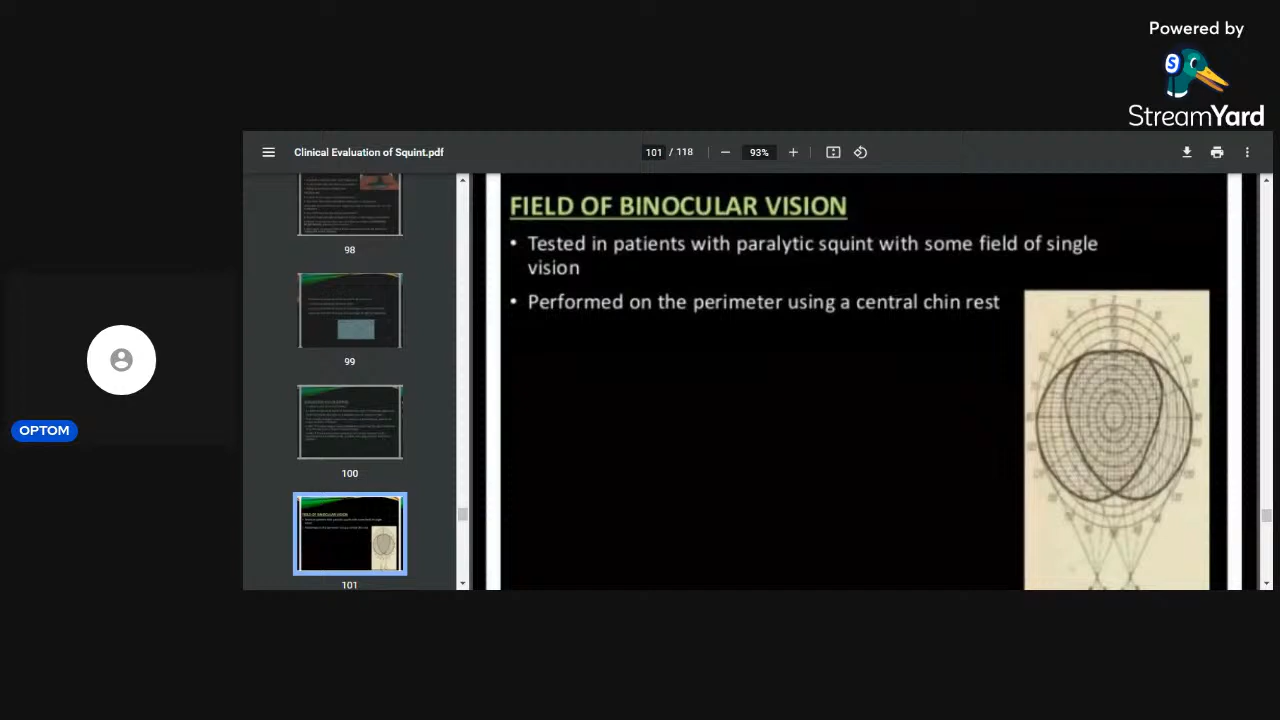 Powered by
StreamYard
Clinical Evaluation of Squint.pdf
101 / 118
93%
98
99
100
101
FIELD OF BINOCULAR VISION
• Tested in patients with paralytic squint with some field of single
vision
• Performed on the perimeter using a central chin rest
OPTOM